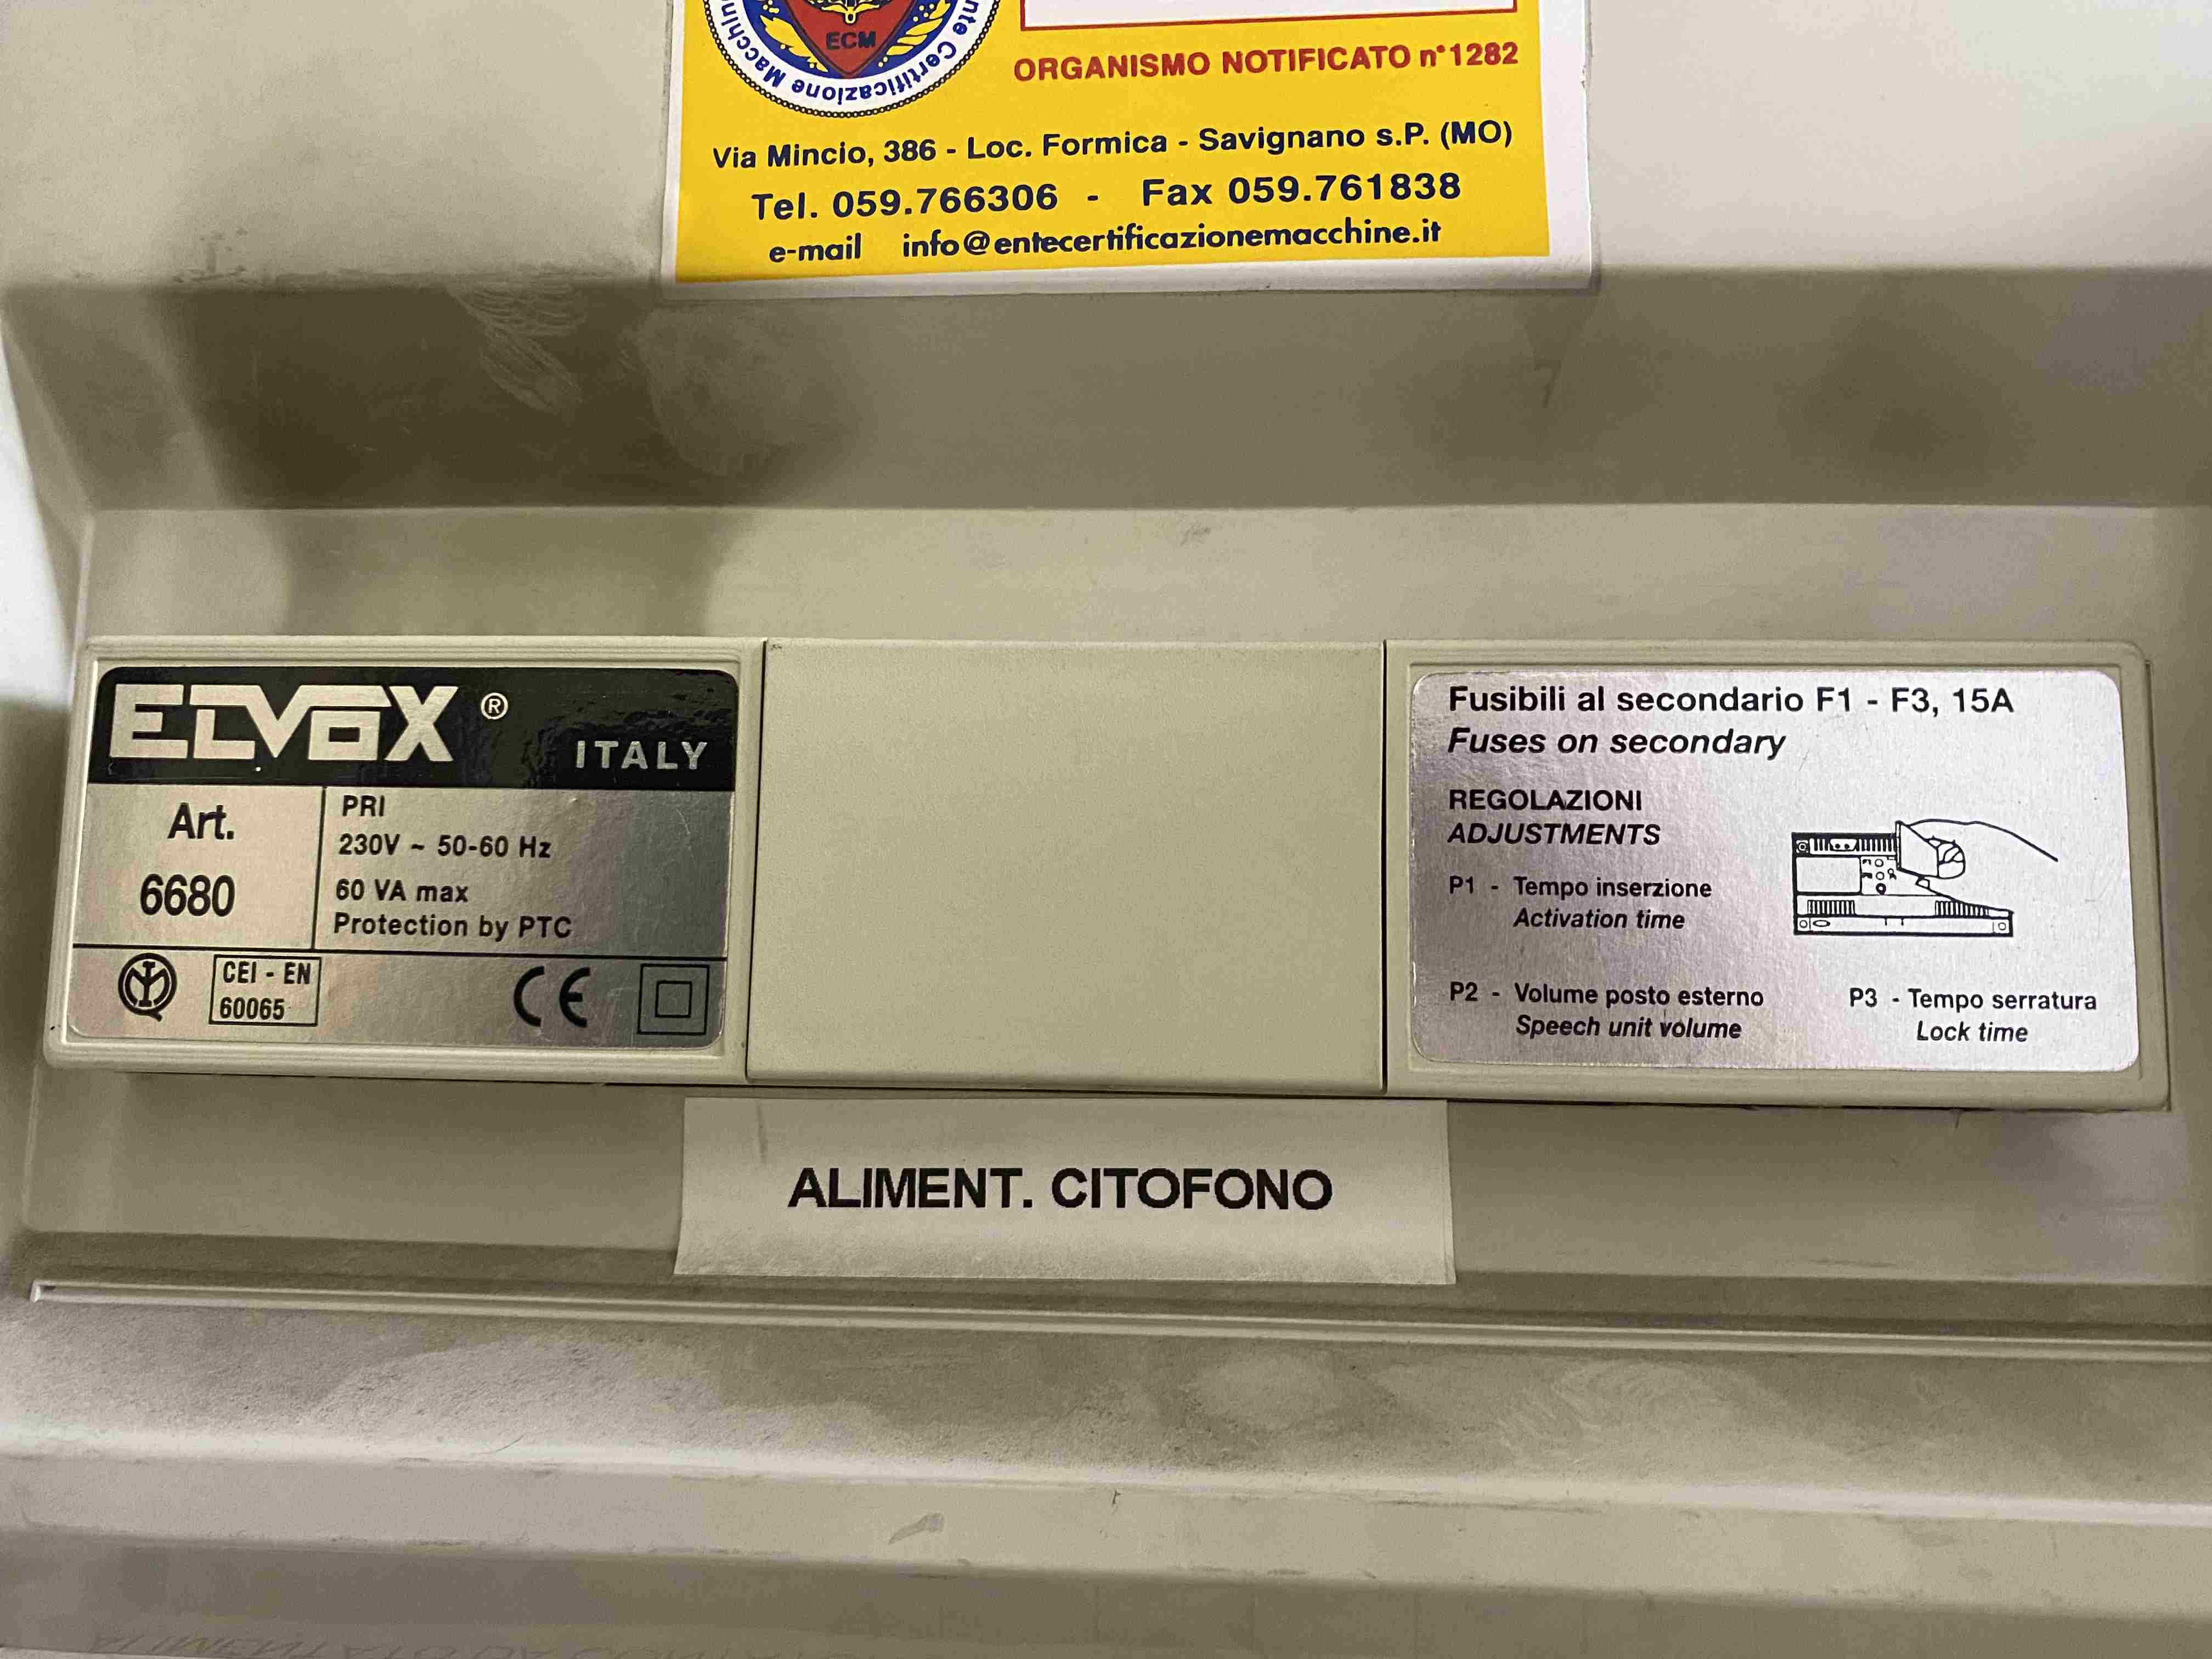 ECM
nte Certificazione Macchin
ORGANISMO NOTIFICATO n°1282
Via Mincio, 386 - Loc. Formica - Savignano s.P. (MO)
Tel. 059.766306 - Fax 059.761838
e-mail info@entecertificazionemacchine.it
ELVOX ®
ITALY
Art.
6680
PRI
230V ~ 50-60 Hz
60 VA max
Protection by PTC
CEI - EN
60065
CE
Fusibili al secondario F1 - F3, 15A
Fuses on secondary
REGOLAZIONI
ADJUSTMENTS
P1 - Tempo inserzione
Activation time
P2 - Volume posto esterno
Speech unit volume
P3 - Tempo serratura
Lock time
ALIMENT. CITOFONO